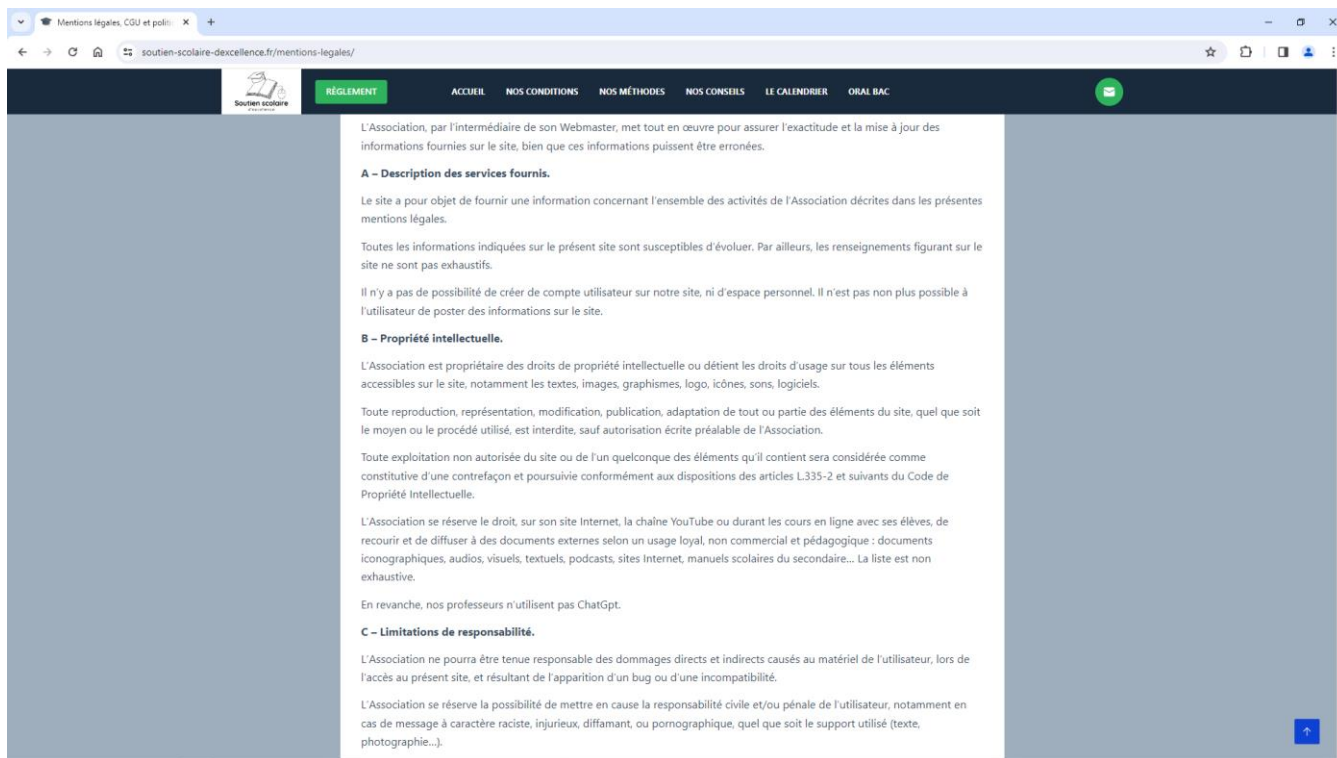 Mentions légales, CGU et politi
soutien-scolaire-dexcellence.fr/mentions-legales/
Soutien scolaire
RÈGLEMENT
ACCUEIL NOS CONDITIONS NOS MÉTHODES NOS CONSEILS LE CALENDRIER ORAL BAC
L'Association, par l'intermédiaire de son Webmaster, met tout en œuvre pour assurer l'exactitude et la mise à jour des
informations fournies sur le site, bien que ces informations puissent être erronées.
A – Description des services fournis.
Le site a pour objet de fournir une information concernant l'ensemble des activités de l'Association décrites dans les présentes
mentions légales.
Toutes les informations indiquées sur le présent site sont susceptibles d'évoluer. Par ailleurs, les renseignements figurant sur le
site ne sont pas exhaustifs.
Il n'y a pas de possibilité de créer de compte utilisateur sur notre site, ni d'espace personnel. Il n'est pas non plus possible à
l'utilisateur de poster des informations sur le site.
B – Propriété intellectuelle.
L'Association est propriétaire des droits de propriété intellectuelle ou détient les droits d'usage sur tous les éléments
accessibles sur le site, notamment les textes, images, graphismes, logo, icônes, sons, logiciels.
Toute reproduction, représentation, modification, publication, adaptation de tout ou partie des éléments du site, quel que soit
le moyen ou le procédé utilisé, est interdite, sauf autorisation écrite préalable de l'Association.
Toute exploitation non autorisée du site ou de l'un quelconque des éléments qu'il contient sera considérée comme
constitutive d'une contrefaçon et poursuivie conformément aux dispositions des articles L.335-2 et suivants du Code de
Propriété Intellectuelle.
L'Association se réserve le droit, sur son site Internet, la chaîne YouTube ou durant les cours en ligne avec ses élèves, de
recourir et de diffuser à des documents externes selon un usage loyal, non commercial et pédagogique : documents
iconographiques, audios, visuels, textuels, podcasts, sites Internet, manuels scolaires du secondaire... La liste est non
exhaustive.
En revanche, nos professeurs n'utilisent pas ChatGpt.
C – Limitations de responsabilité.
L'Association ne pourra être tenue responsable des dommages directs et indirects causés au matériel de l'utilisateur, lors de
l'accès au présent site, et résultant de l'apparition d'un bug ou d'une incompatibilité.
L'Association se réserve la possibilité de mettre en cause la responsabilité civile et/ou pénale de l'utilisateur, notamment en
cas de message à caractère raciste, injurieux, diffamant, ou pornographique, quel que soit le support utilisé (texte,
photographie...).